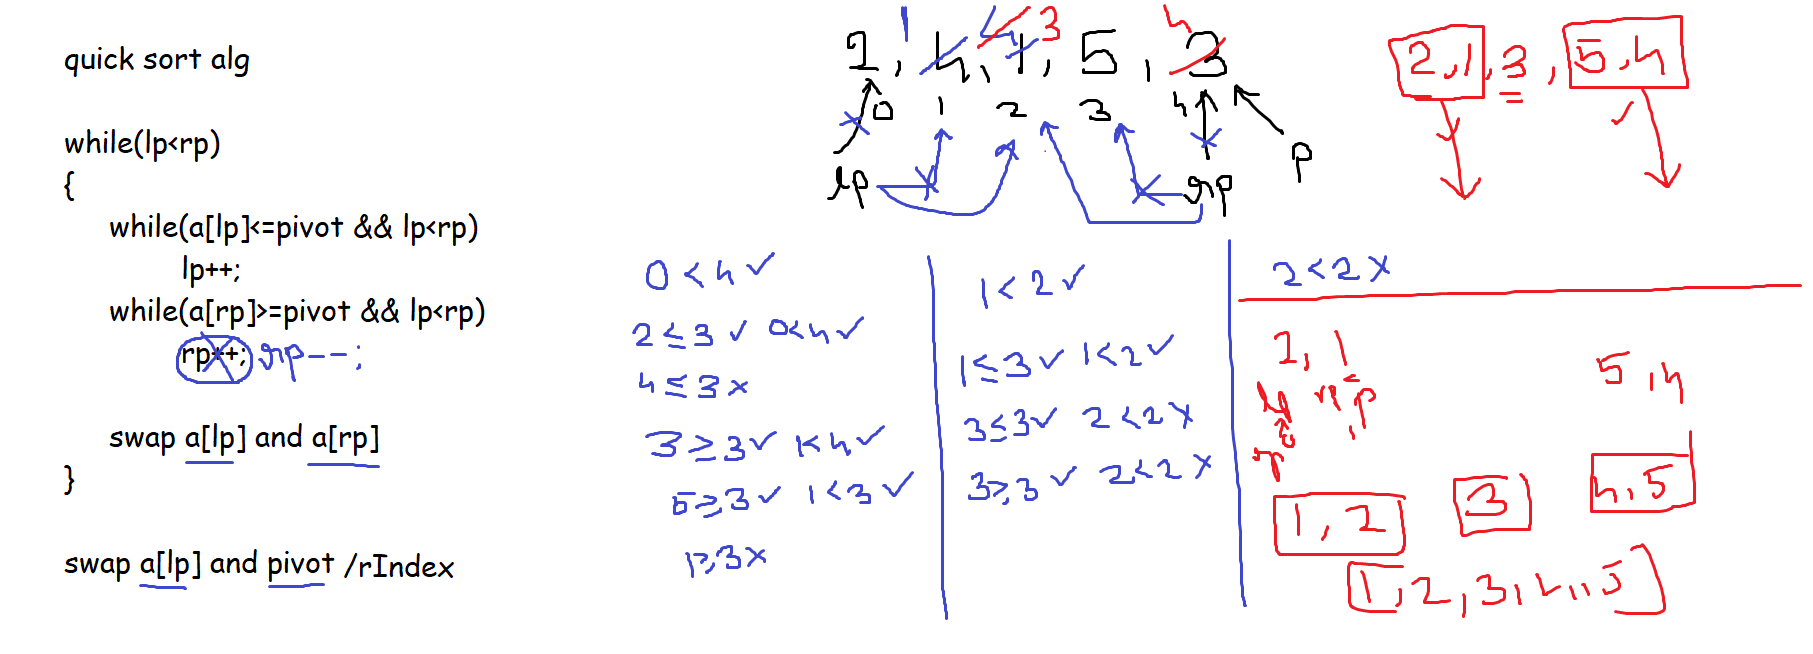 quick sort alg
while(lp<rp)
{
while(a[lp]<=pivot && lp<rp)
lp++;
while(a[rp]>=pivot && lp<rp)
rp++; rp--;
swap a[lp] and a[rp]
}
swap a[lp] and pivot /rIndex
1 4 3 4
2, 4, 1, 5, 3
0 1 2 3 4
lp rp p
0<4 ✓
2≤3 ✓ 0<4 ✓
4≤3 x
3≥3 ✓ 1<4 ✓
5≥3 ✓ 1<3 ✓
1≥3 x
1<2 ✓
1≤3 ✓ 1<2 ✓
3≤3 ✓ 2<2 x
3≥3 ✓ 2<2 x
2,1,3,5,4
2<2 x
2, 1
lp rp p
0
rp
5,4
1,2 3 4,5
1,2,3,4,5